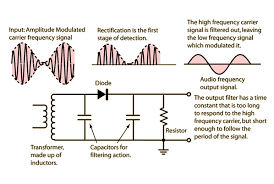 Input: Amplitude Modulated
carrier frequency signal
Rectification is the first
stage of detection.
The high frequency carrier
signal is filtered out, leaving
the low frequency signal
which modulated it.
Audio frequency
output signal.
Diode
The output filter has a time
constant that is too long
to respond to the high
frequency carrier, but short
enough to follow the
period of the signal.
Resistor
Transformer,
made up of
inductors.
Capacitors for
filtering action.